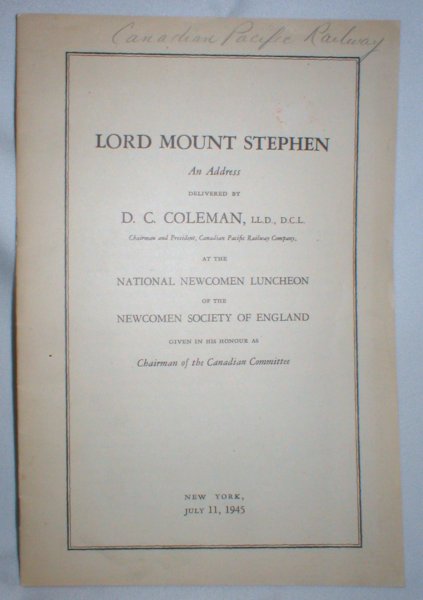 Canadian Pacific Railway
LORD MOUNT STEPHEN
An Address
DELIVERED BY
D. C. COLEMAN, LL.D., D.C.L.
Chairman and President, Canadian Pacific Railway Company,
AT THE
NATIONAL NEWCOMEN LUNCHEON
OF THE
NEWCOMEN SOCIETY OF ENGLAND
GIVEN IN HIS HONOUR AS
Chairman of the Canadian Committee
NEW YORK,
JULY 11, 1945